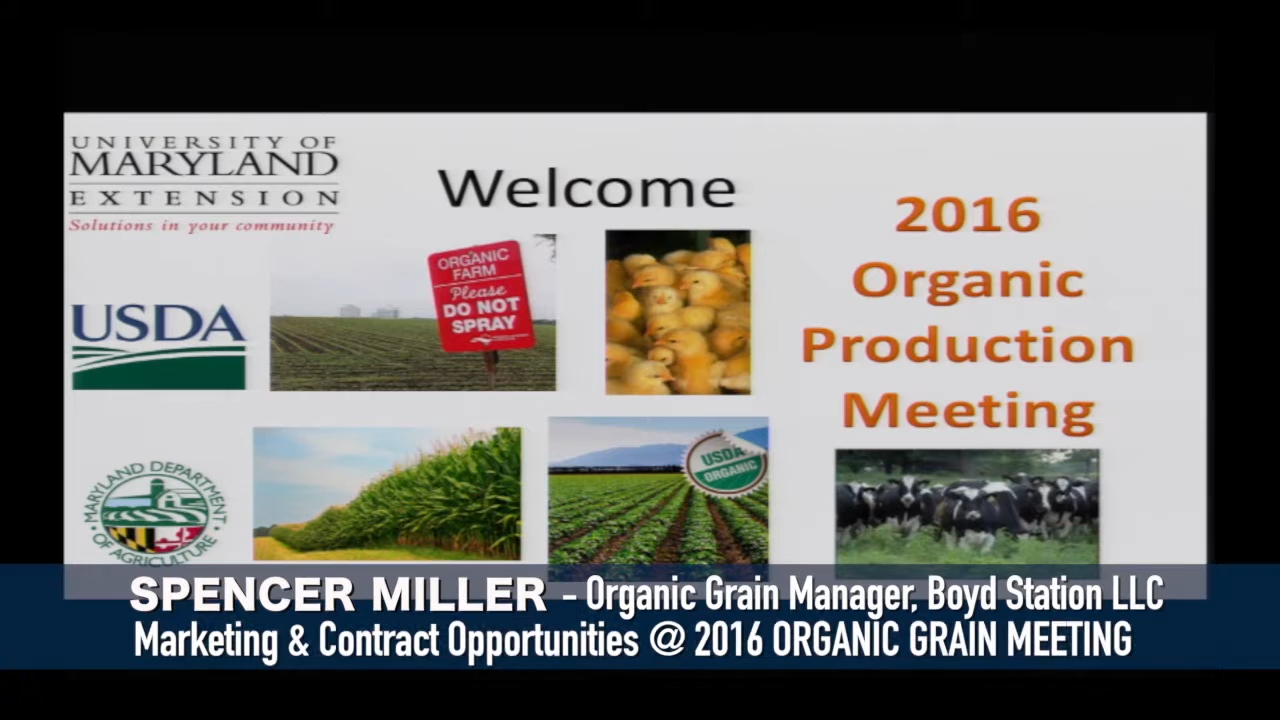 UNIVERSITY OF
MARYLAND
EXTENSION
Solutions in your community
Welcome
2016
Organic
Production
Meeting
USDA
ORGANIC
FARM
Please
DO NOT
SPRAY
USDA
ORGANIC
MARYLAND DEPARTMENT
OF AGRICULTURE
SPENCER MILLER - Organic Grain Manager, Boyd Station LLC
Marketing & Contract Opportunities @ 2016 ORGANIC GRAIN MEETING